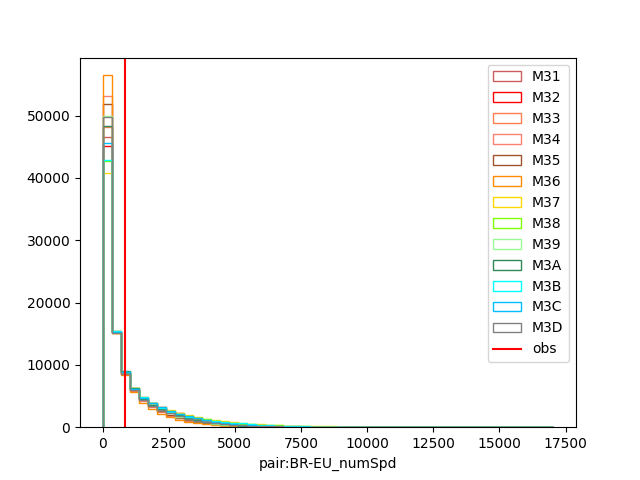 50000
40000
30000
20000
10000
0
0
2500
5000
7500
10000
12500
15000
17500
pair:BR-EU_numSpd
M31
M32
M33
M34
M35
M36
M37
M38
M39
M3A
M3B
M3C
M3D
obs